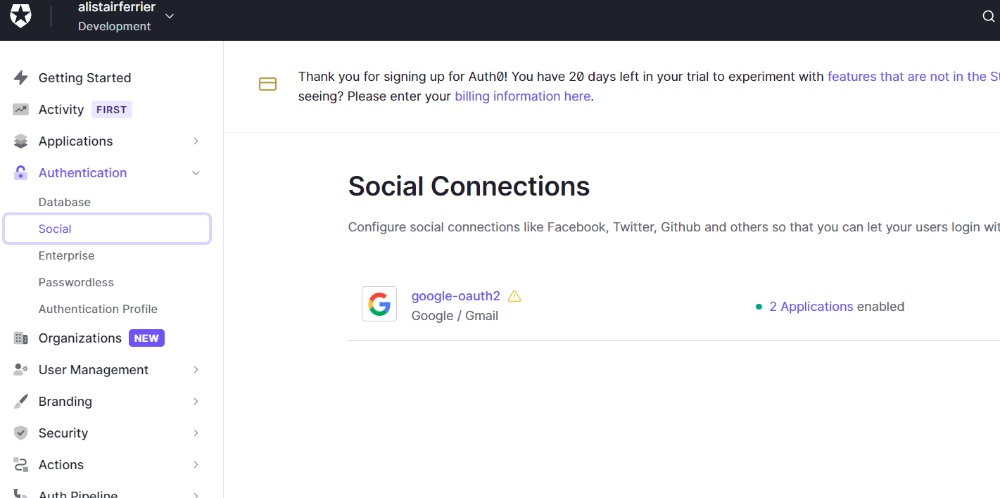 alistairferrier
Development
Getting Started
Activity FIRST
Applications
Authentication
Database
Social
Enterprise
Passwordless
Authentication Profile
Organizations NEW
User Management
Branding
Security
Actions
Auth Pipeline
Thank you for signing up for Auth0! You have 20 days left in your trial to experiment with features that are not in the
seeing? Please enter your billing information here.
Social Connections
Configure social connections like Facebook, Twitter, Github and others so that you can let your users login
google-oauth2
Google / Gmail
2 Applications enabled